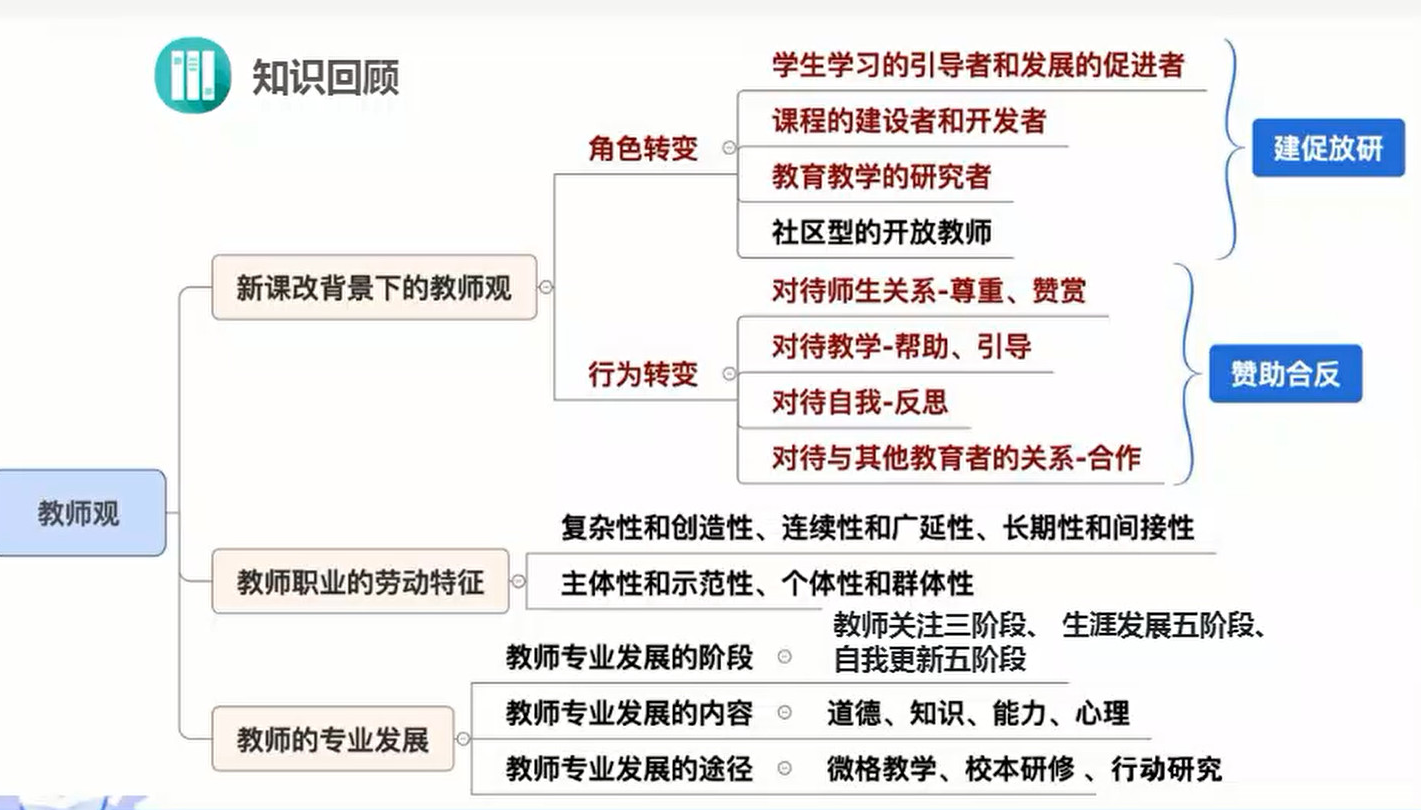 知识回顾
学生学习的引导者和发展的促进者
课程的建设者和开发者
角色转变
建促放研
教育教学的研究者
社区型的开放教师
新课改背景下的教师观
对待师生关系-尊重、赞赏
对待教学-帮助、引导
行为转变
赞助合反
对待自我-反思
对待与其他教育者的关系-合作
教师观
复杂性和创造性、连续性和广延性、长期性和间接性
教师职业的劳动特征
主体性和示范性、个体性和群体性
教师专业发展的阶段
教师关注三阶段、 生涯发展五阶段、
自我更新五阶段
教师的专业发展
教师专业发展的内容
道德、知识、能力、心理
教师专业发展的途径
微格教学、校本研修 、行动研究